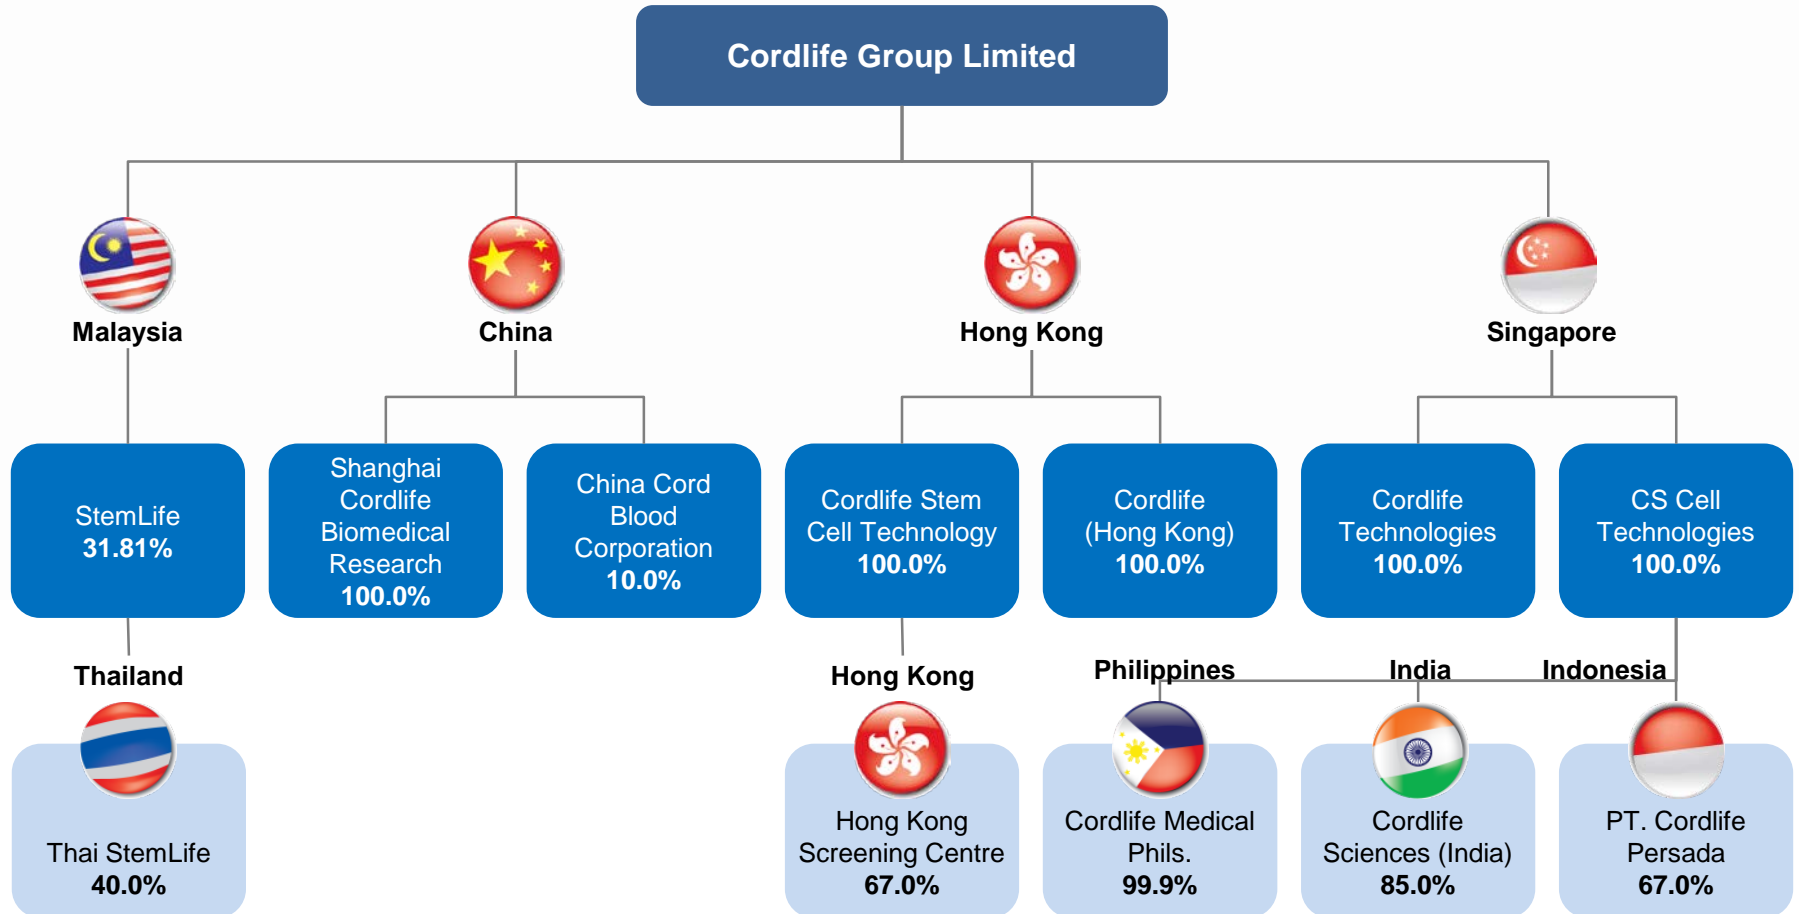 Cordlife Group Limited
Malaysia
China
Hong Kong
Singapore
StemLife
31.81%
Shanghai
Cordlife
Biomedical
Research
100.0%
China Cord
Blood
Corporation
10.0%
Cordlife Stem
Cell Technology
100.0%
Cordlife
(Hong Kong)
100.0%
Cordlife
Technologies
100.0%
CS Cell
Technologies
100.0%
Thailand
Hong Kong
Philippines
India
Indonesia
Thai StemLife
40.0%
Hong Kong
Screening Centre
67.0%
Cordlife Medical
Phils.
99.9%
Cordlife
Sciences (India)
85.0%
PT. Cordlife
Persada
67.0%